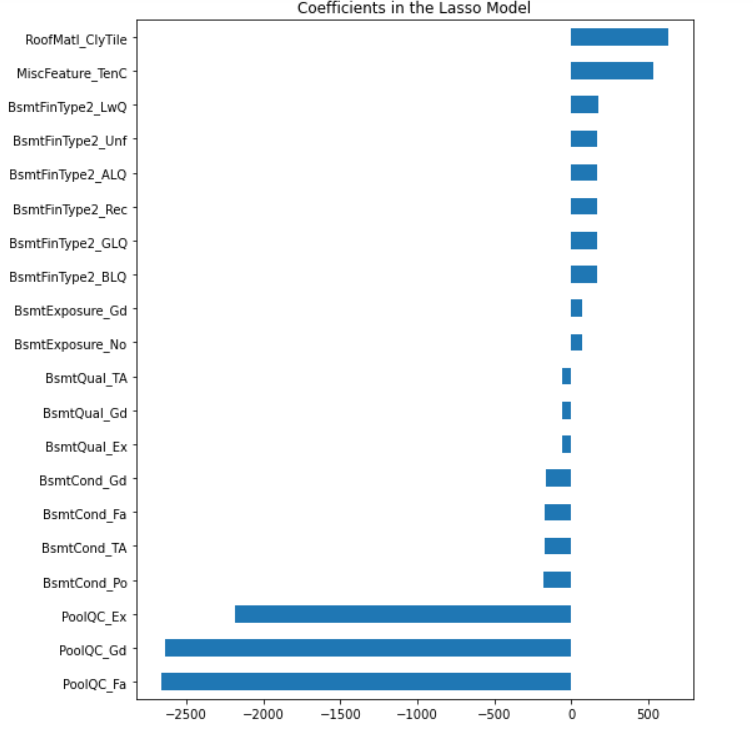 Coefficients in the Lasso Model
RoofMatl_ClyTile
MiscFeature_TenC
BsmtFinType2_LwQ
BsmtFinType2_Unf
BsmtFinType2_ALQ
BsmtFinType2_Rec
BsmtFinType2_GLQ
BsmtFinType2_BLQ
BsmtExposure_Gd
BsmtExposure_No
BsmtQual_TA
BsmtQual_Gd
BsmtQual_Ex
BsmtCond_Gd
BsmtCond_Fa
BsmtCond_TA
BsmtCond_Po
PoolQC_Ex
PoolQC_Gd
PoolQC_Fa
−2500 −2000 −1500 −1000 −500 0 500